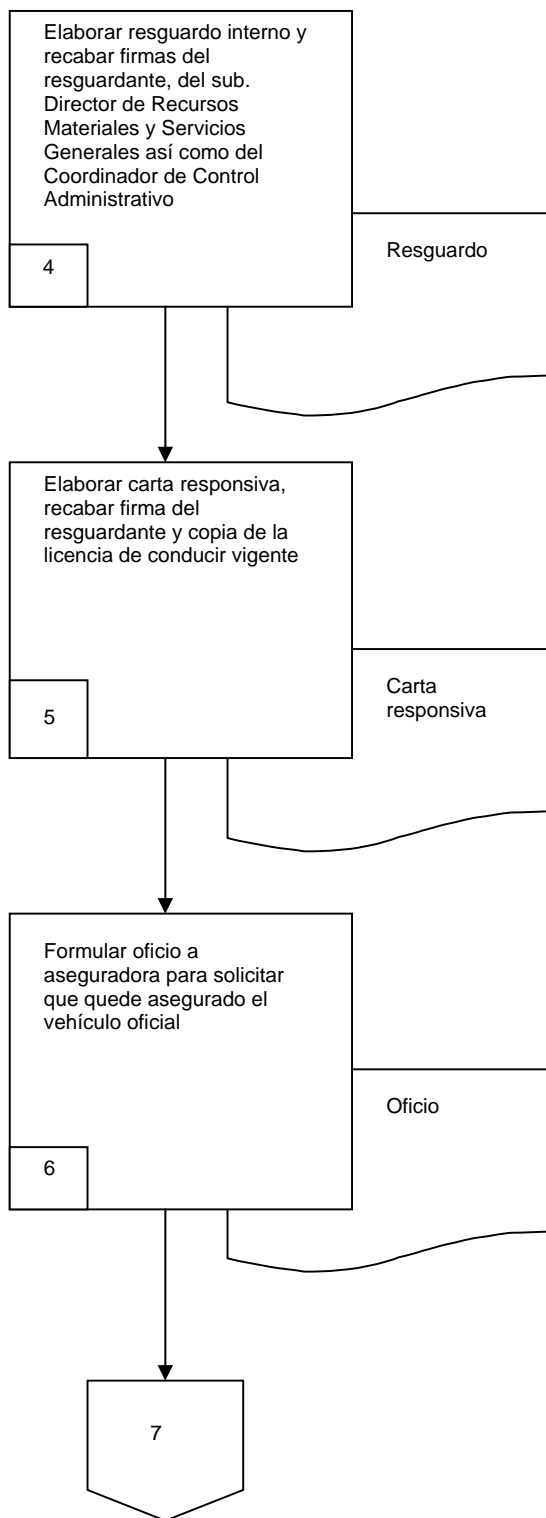 Elaborar resguardo interno y
recabar firmas del
resguardante, del sub.
Director de Recursos
Materiales y Servicios
Generales así como del
Coordinador de Control
Administrativo
4
Resguardo
Elaborar carta responsiva,
recabar firma del
resguardante y copia de la
licencia de conducir vigente
5
Carta
responsiva
Formular oficio a
aseguradora para solicitar
que quede asegurado el
vehículo oficial
6
Oficio
7